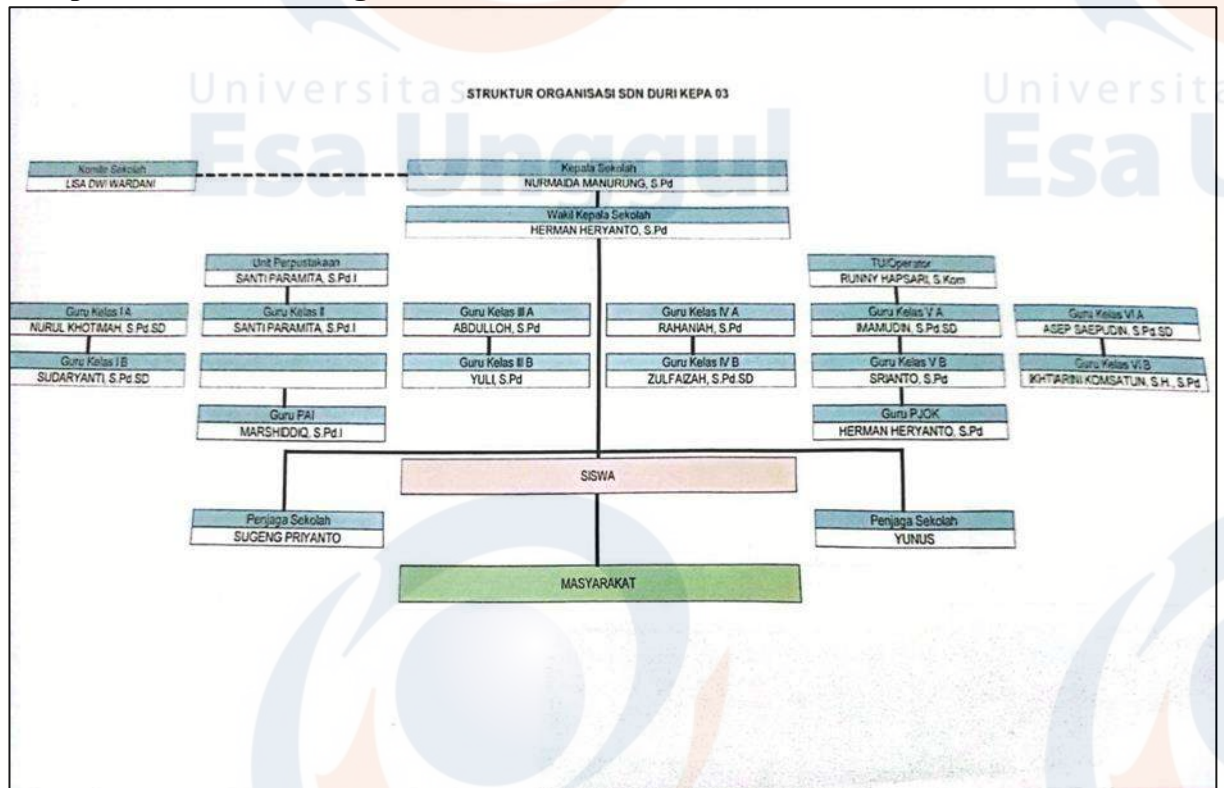 Universitas
Esa Unggul
Universita
Esa U
STRUKTUR ORGANISASI SDN DURI KEPA 03
Komite Sekolah
LISA DWI WARDANI
Kepala Sekolah
NURMAIDA MANURUNG, S.Pd
Wakil Kepala Sekolah
HERMAN HERYANTO, S.Pd
Unit Perpustakaan
SANTI PARAMITA, S.Pd.I
TU/Operator
RUNNY HAPSARI, S.Kom
Guru Kelas I A
NURUL KHOTIMAH, S.Pd.SD
Guru Kelas II
SANTI PARAMITA, S.Pd.I
Guru Kelas III A
ABDULLOH, S.Pd
Guru Kelas IV A
RAHANIAH, S.Pd
Guru Kelas V A
IMAMUDIN, S.Pd.SD
Guru Kelas VI A
ASEP SAEPUDIN, S.Pd.SD
Guru Kelas I B
SUDARYANTI, S.Pd.SD
Guru Kelas III B
YULI, S.Pd
Guru Kelas IV B
ZULFAIZAH, S.Pd.SD
Guru Kelas V B
SRIANTO, S.Pd
Guru Kelas VI B
IKHTIARINI KOMSATUN, S.H., S.Pd
Guru PAI
MARSHIDDIQ, S.Pd.I
Guru PJOK
HERMAN HERYANTO, S.Pd
SISWA
Penjaga Sekolah
SUGENG PRIYANTO
Penjaga Sekolah
YUNUS
MASYARAKAT